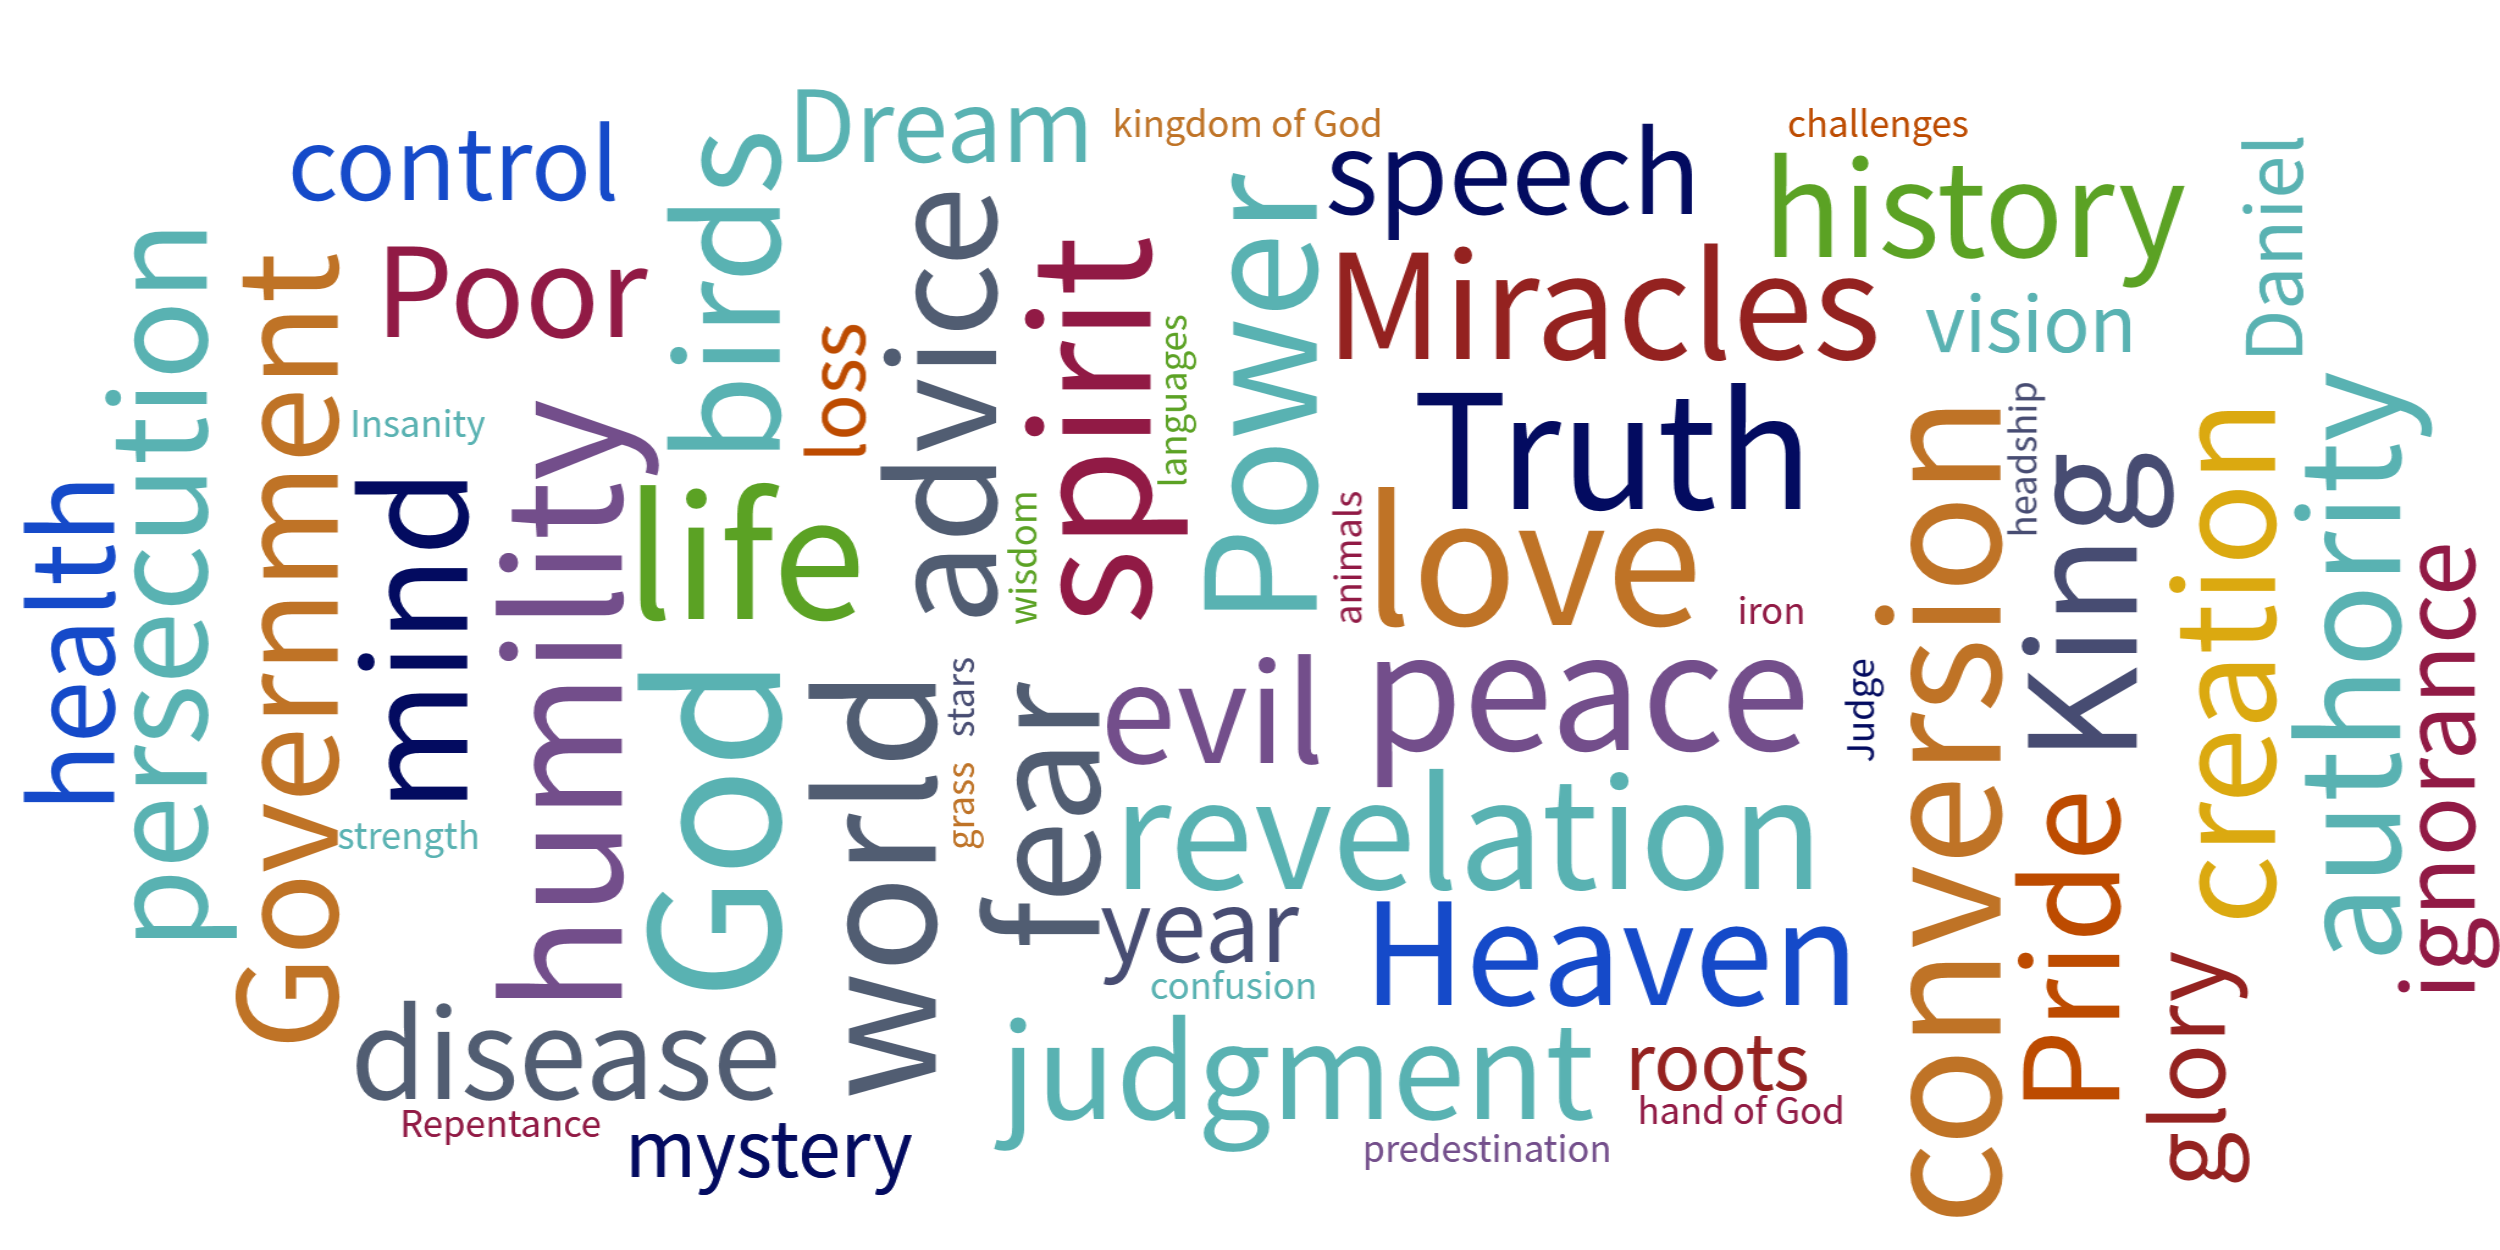 Dream
kingdom of God
challenges
control
speech
history
Daniel
birds
advice
Power
persecution
Government
Poor
spirit
Miracles
vision
loss
languages
Insanity
humility
Truth
headship
authority
health
mind
life
wisdom
animals
love
iron
conversion
King
creation
ignorance
God
world
stars
fear
evil
peace
Judge
strength
grass
revelation
Pride
year
Heaven
confusion
disease
judgment
roots
hand of God
glory
Repentance
mystery
predestination